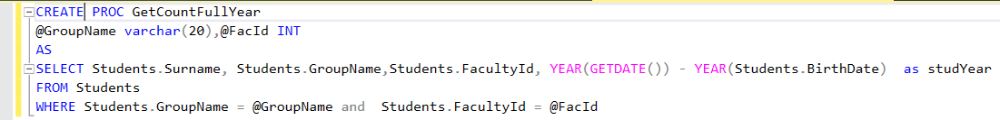 CREATE PROC GetCountFullYear
@GroupName varchar(20),@FacId INT
AS
SELECT Students.Surname, Students.GroupName,Students.FacultyId, YEAR(GETDATE()) - YEAR(Students.BirthDate)  as studYear
FROM Students
WHERE Students.GroupName = @GroupName and  Students.FacultyId = @FacId